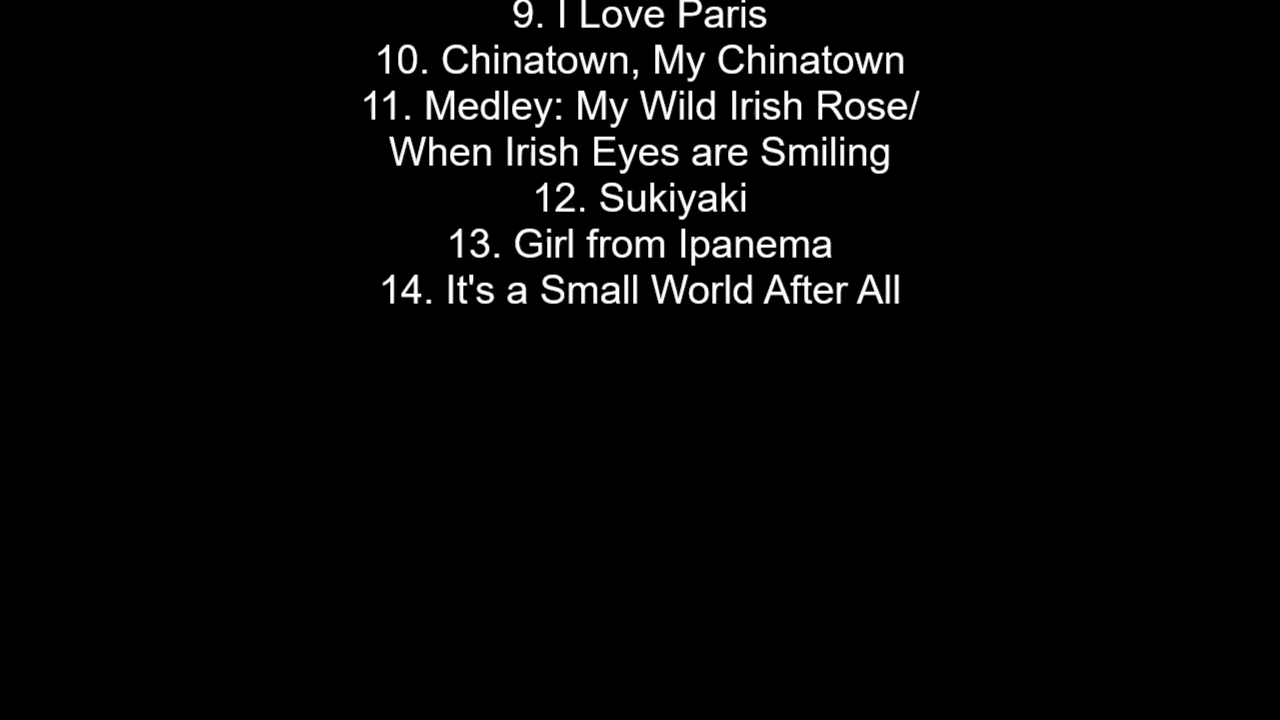 9. I Love Paris
10. Chinatown, My Chinatown
11. Medley: My Wild Irish Rose/
When Irish Eyes are Smiling
12. Sukiyaki
13. Girl from Ipanema
14. It's a Small World After All